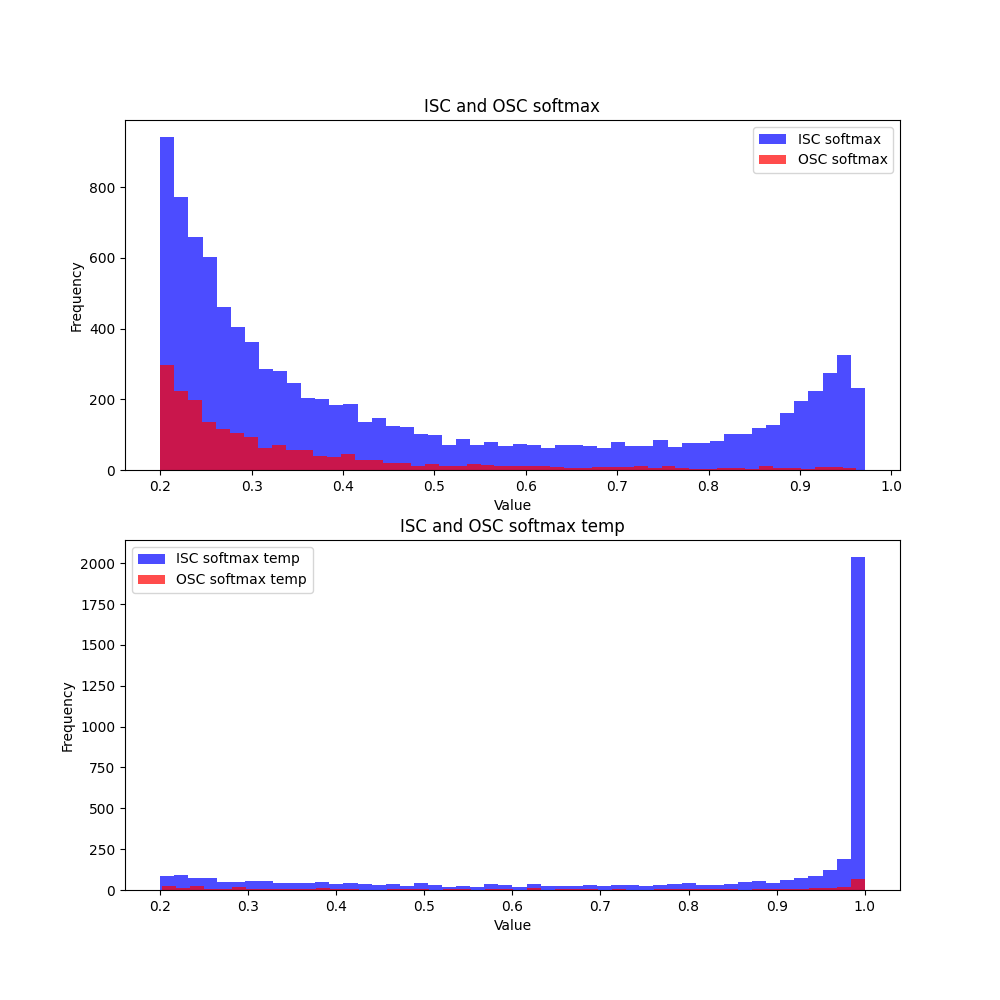 ISC and OSC softmax
ISC softmax
OSC softmax
800
600
400
200
0
Frequency
0.2 0.3 0.4 0.5 0.6 0.7 0.8 0.9 1.0
Value
ISC and OSC softmax temp
ISC softmax temp
OSC softmax temp
2000
1750
1500
1250
1000
750
500
250
0
Frequency
0.2 0.3 0.4 0.5 0.6 0.7 0.8 0.9 1.0
Value